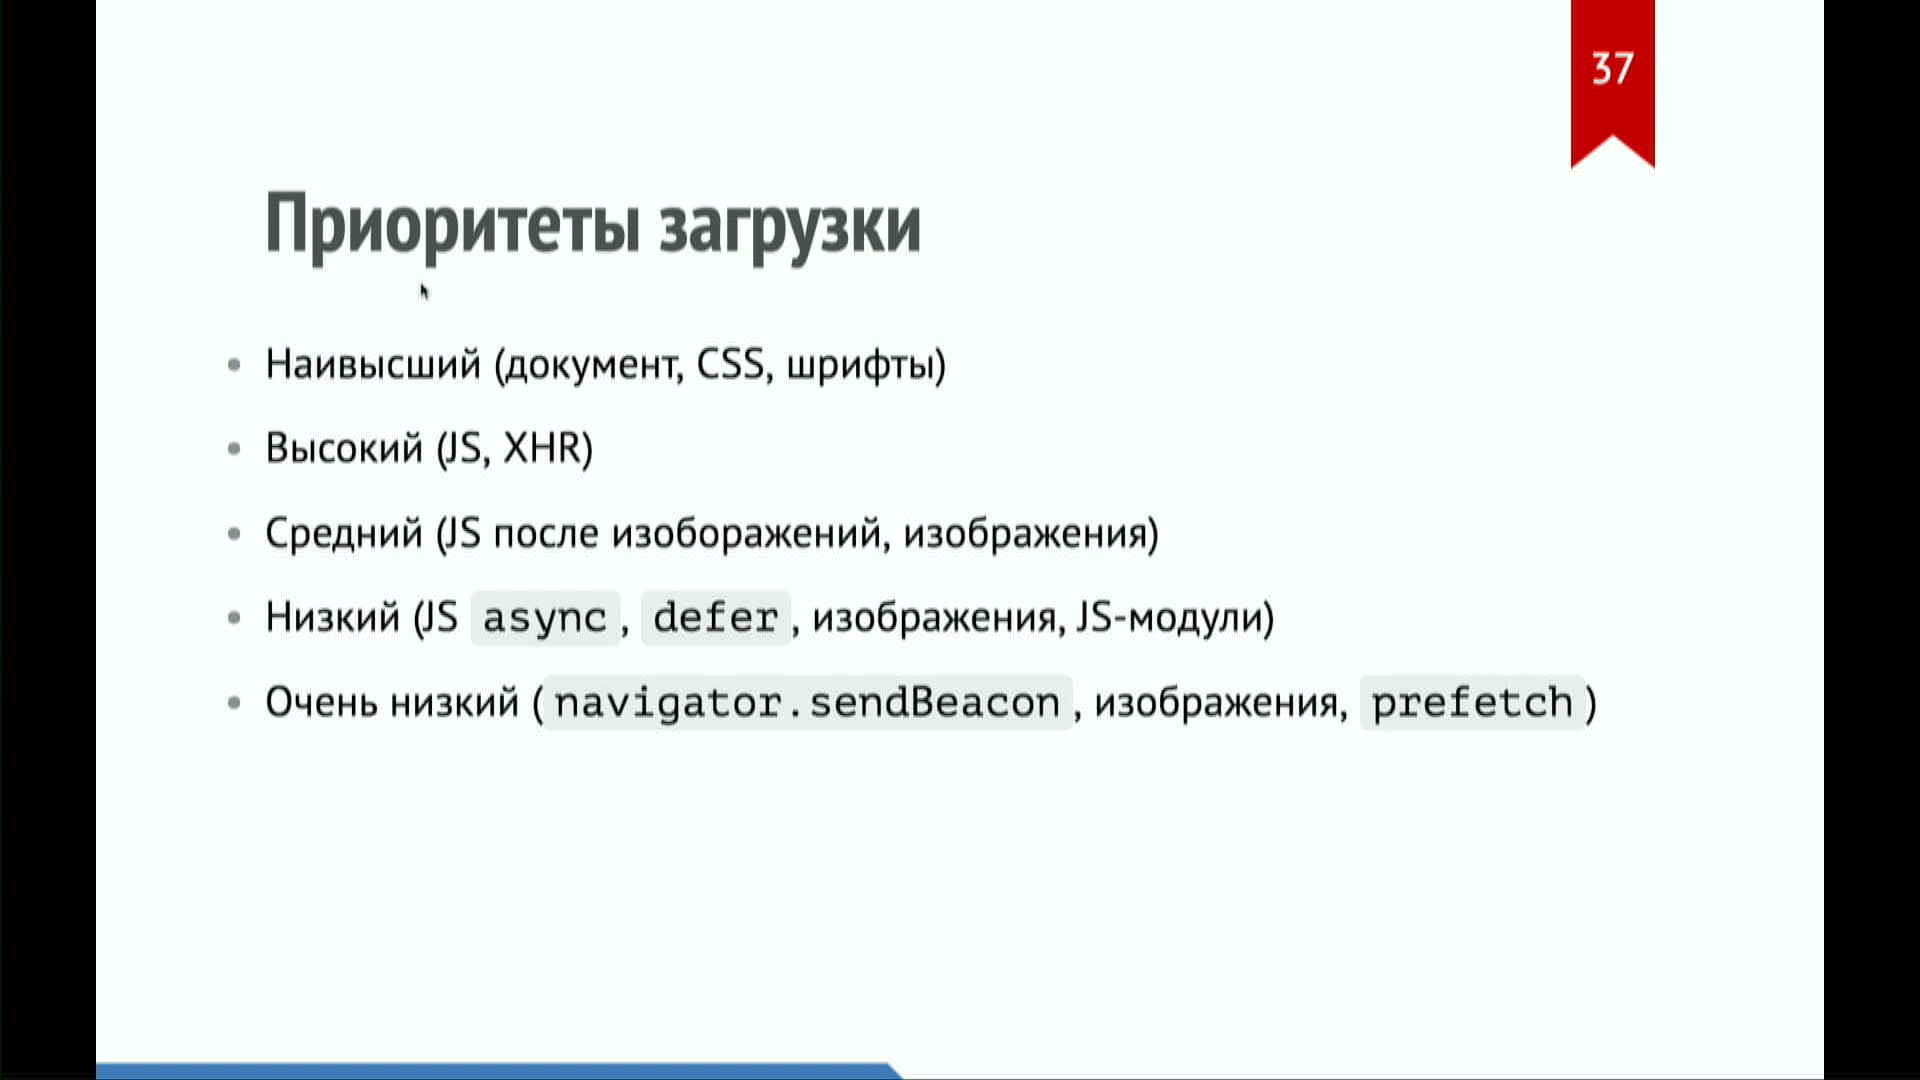 37
Приоритеты загрузки
Наивысший (документ, CSS, шрифты)
Высокий (JS, XHR)
Средний (JS после изоборажений, изображения)
Низкий (JS async, defer, изображения, JS-модули)
Очень низкий (navigator.sendBeacon, изображения, prefetch)